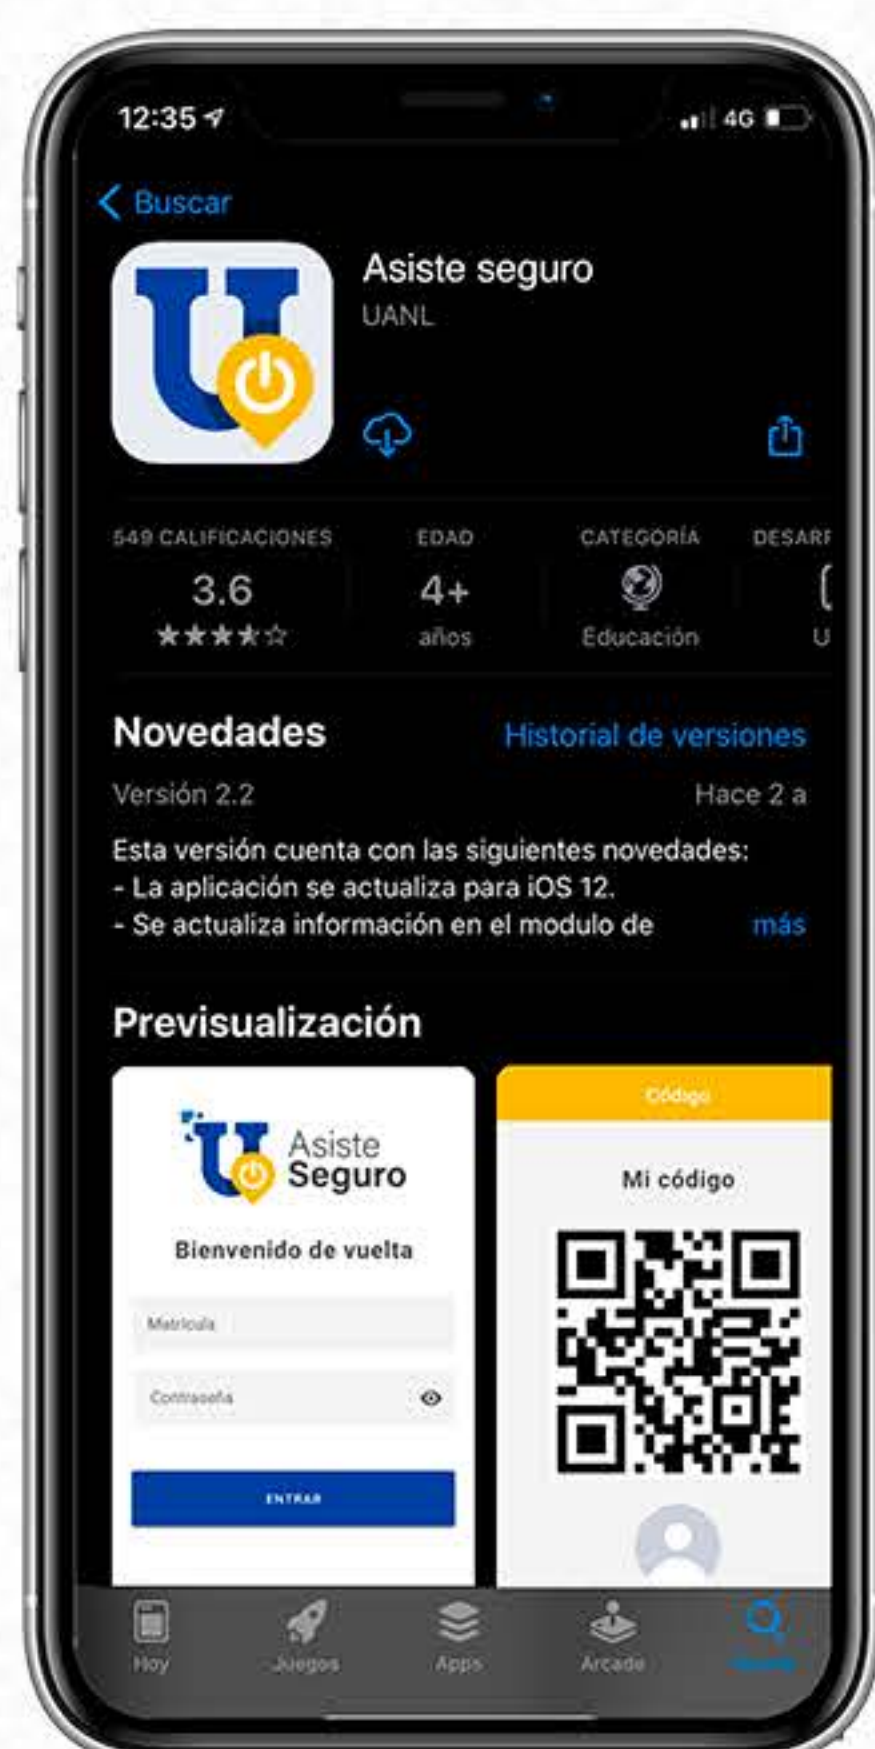 12:35
4G
Buscar
Asiste seguro
UANL
549 CALIFICACIONES
3.6
EDAD
4+
años
CATEGORÍA
Educación
DESARR
U
Novedades
Historial de versiones
Versión 2.2
Hace 2 a
Esta versión cuenta con las siguientes novedades:
- La aplicación se actualiza para iOS 12.
- Se actualiza información en el modulo de
más
Previsualización
Asiste
Seguro
Bienvenido de vuelta
Matrícula
Contraseña
ENTRAR
Código
Mi código
Hoy
Juegos
Apps
Arcade